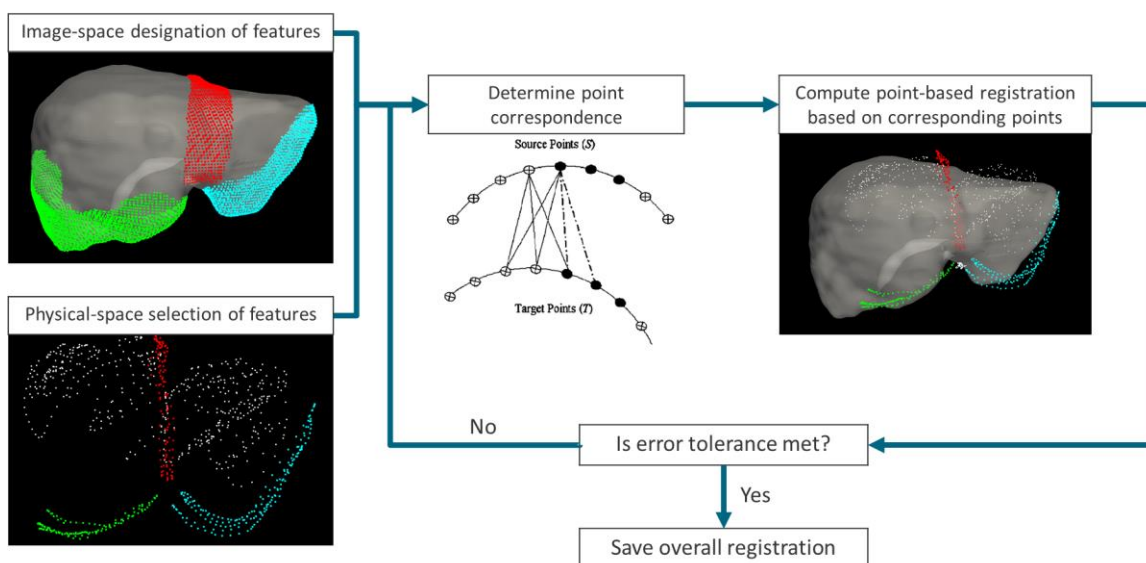 Image-space designation of features
Physical-space selection of features
Determine point
correspondence
Source Points (S)
Target Points (T)
Compute point-based registration
based on corresponding points
Is error tolerance met?
No
Yes
Save overall registration